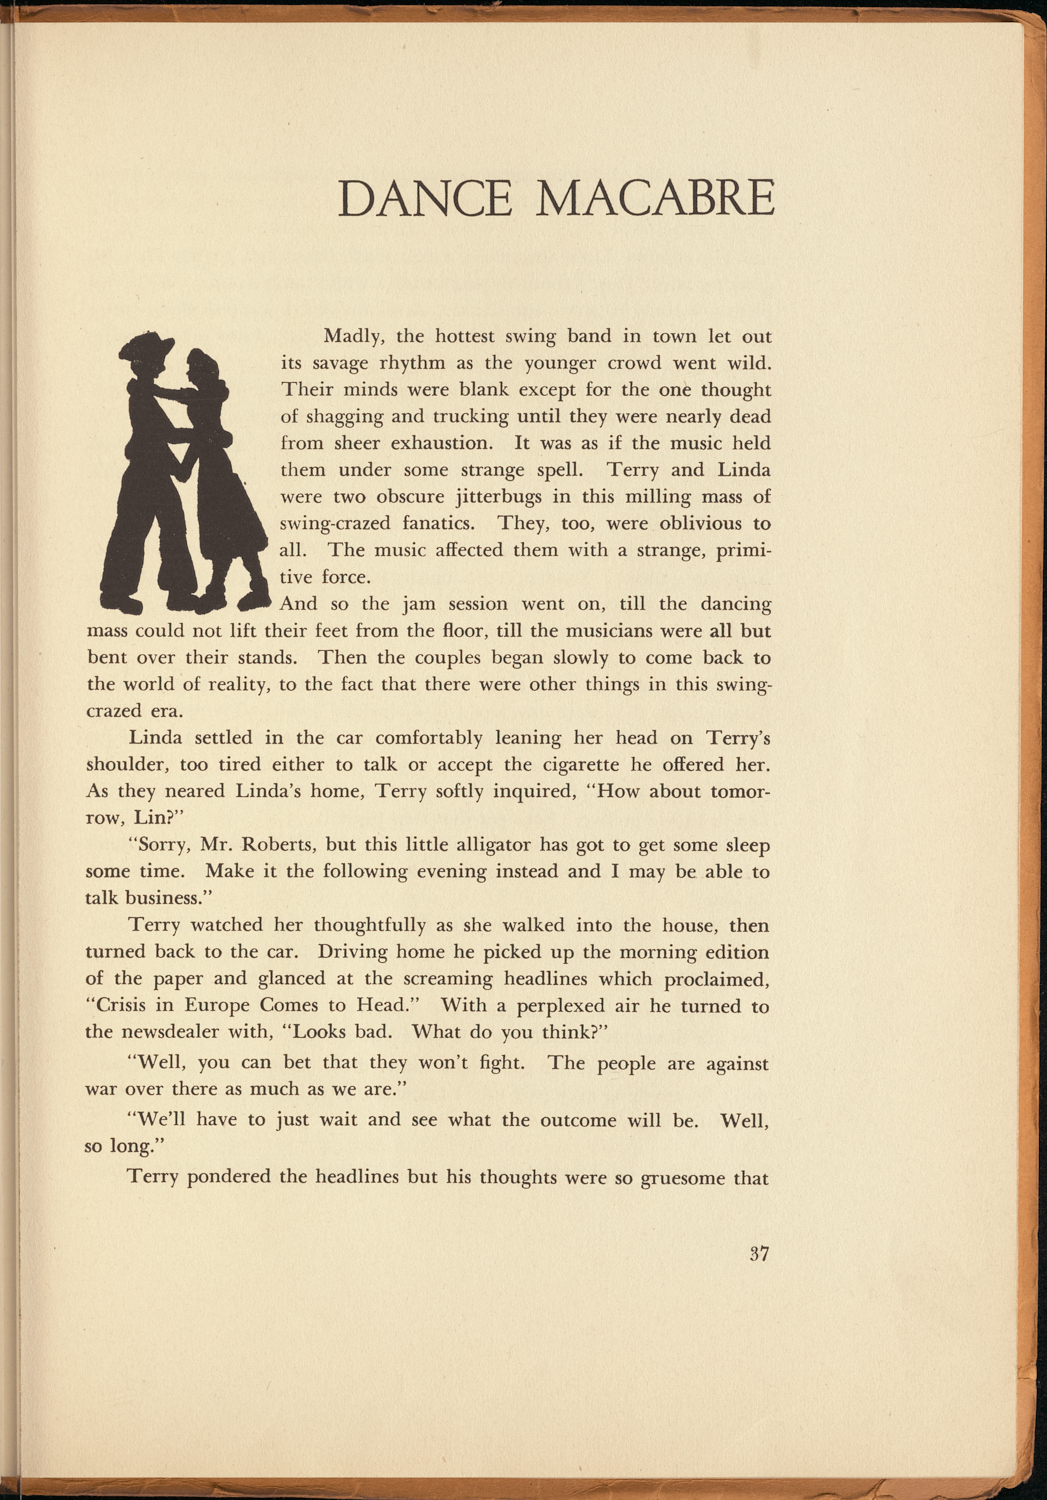 DANCE MACABRE
Madly, the hottest swing band in town let out
its savage rhythm as the younger crowd went wild.
Their minds were blank except for the one thought
of shagging and trucking until they were nearly dead
from sheer exhaustion. It was as if the music held
them under some strange spell. Terry and Linda
were two obscure jitterbugs in this milling mass of
swing-crazed fanatics. They, too, were oblivious to
all. The music affected them with a strange, primi-
tive force.
And so the jam session went on, till the dancing
mass could not lift their feet from the floor, till the musicians were all but
bent over their stands. Then the couples began slowly to come back to
the world of reality, to the fact that there were other things in this swing-
crazed era.
Linda settled in the car comfortably leaning her head on Terry's
shoulder, too tired either to talk or accept the cigarette he offered her.
As they neared Linda's home, Terry softly inquired, "How about tomor-
row, Lin?"
"Sorry, Mr. Roberts, but this little alligator has got to get some sleep
some time. Make it the following evening instead and I may be able to
talk business."
Terry watched her thoughtfully as she walked into the house, then
turned back to the car. Driving home he picked up the morning edition
of the paper and glanced at the screaming headlines which proclaimed,
"Crisis in Europe Comes to Head." With a perplexed air he turned to
the newsdealer with, "Looks bad. What do you think?"
"Well, you can bet that they won't fight. The people are against
war over there as much as we are."
"We'll have to just wait and see what the outcome will be. Well,
so long."
Terry pondered the headlines but his thoughts were so gruesome that
37